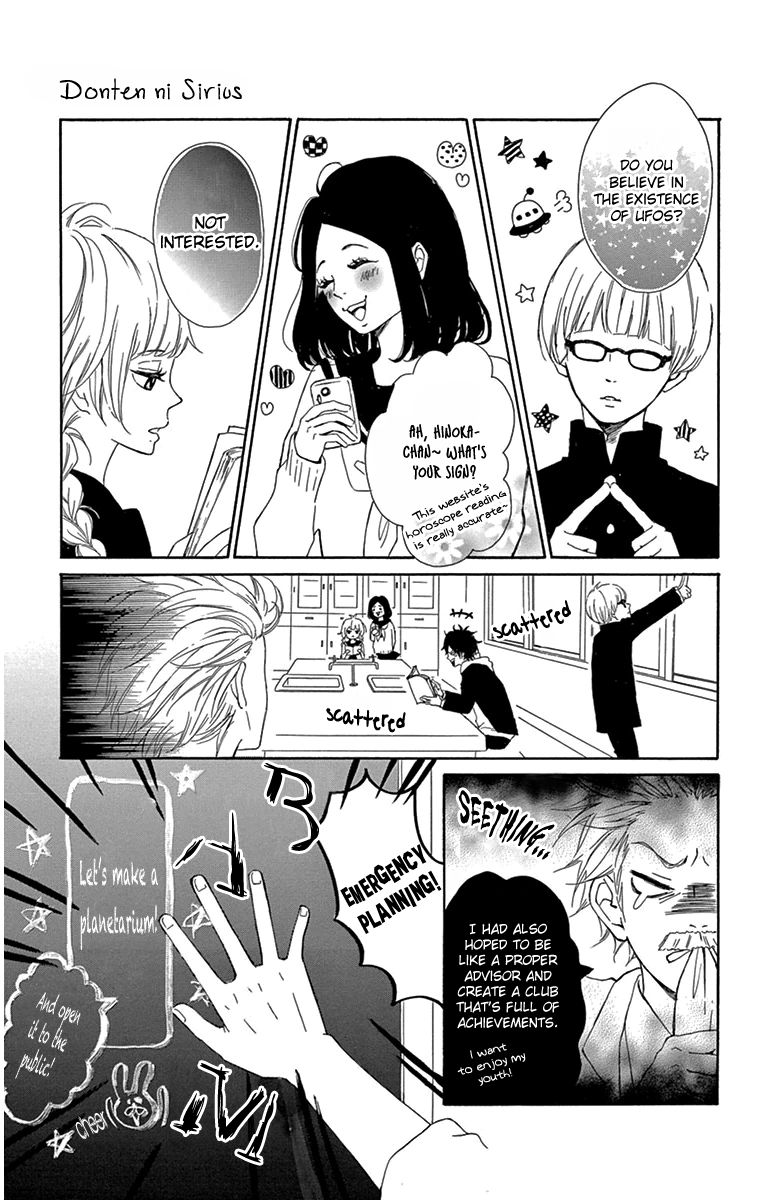 Donten ni Sirius
DO YOU
BELIEVE IN
THE EXISTENCE
OF UFOS?
AH, HINOKA-
CHAN~ WHAT'S
YOUR SIGN?
This website's
horoscope reading
is really accurate~
NOT
INTERESTED.
scattered
scattered
SEETHING...
I HAD ALSO
HOPED TO BE
LIKE A PROPER
ADVISOR AND
CREATE A CLUB
THAT'S FULL OF
ACHIEVEMENTS.
I want
to enjoy my
youth!
EMERGENCY
PLANNING!
BAM
Let's make a
planetarium!
And open
it to the
public!
cheer